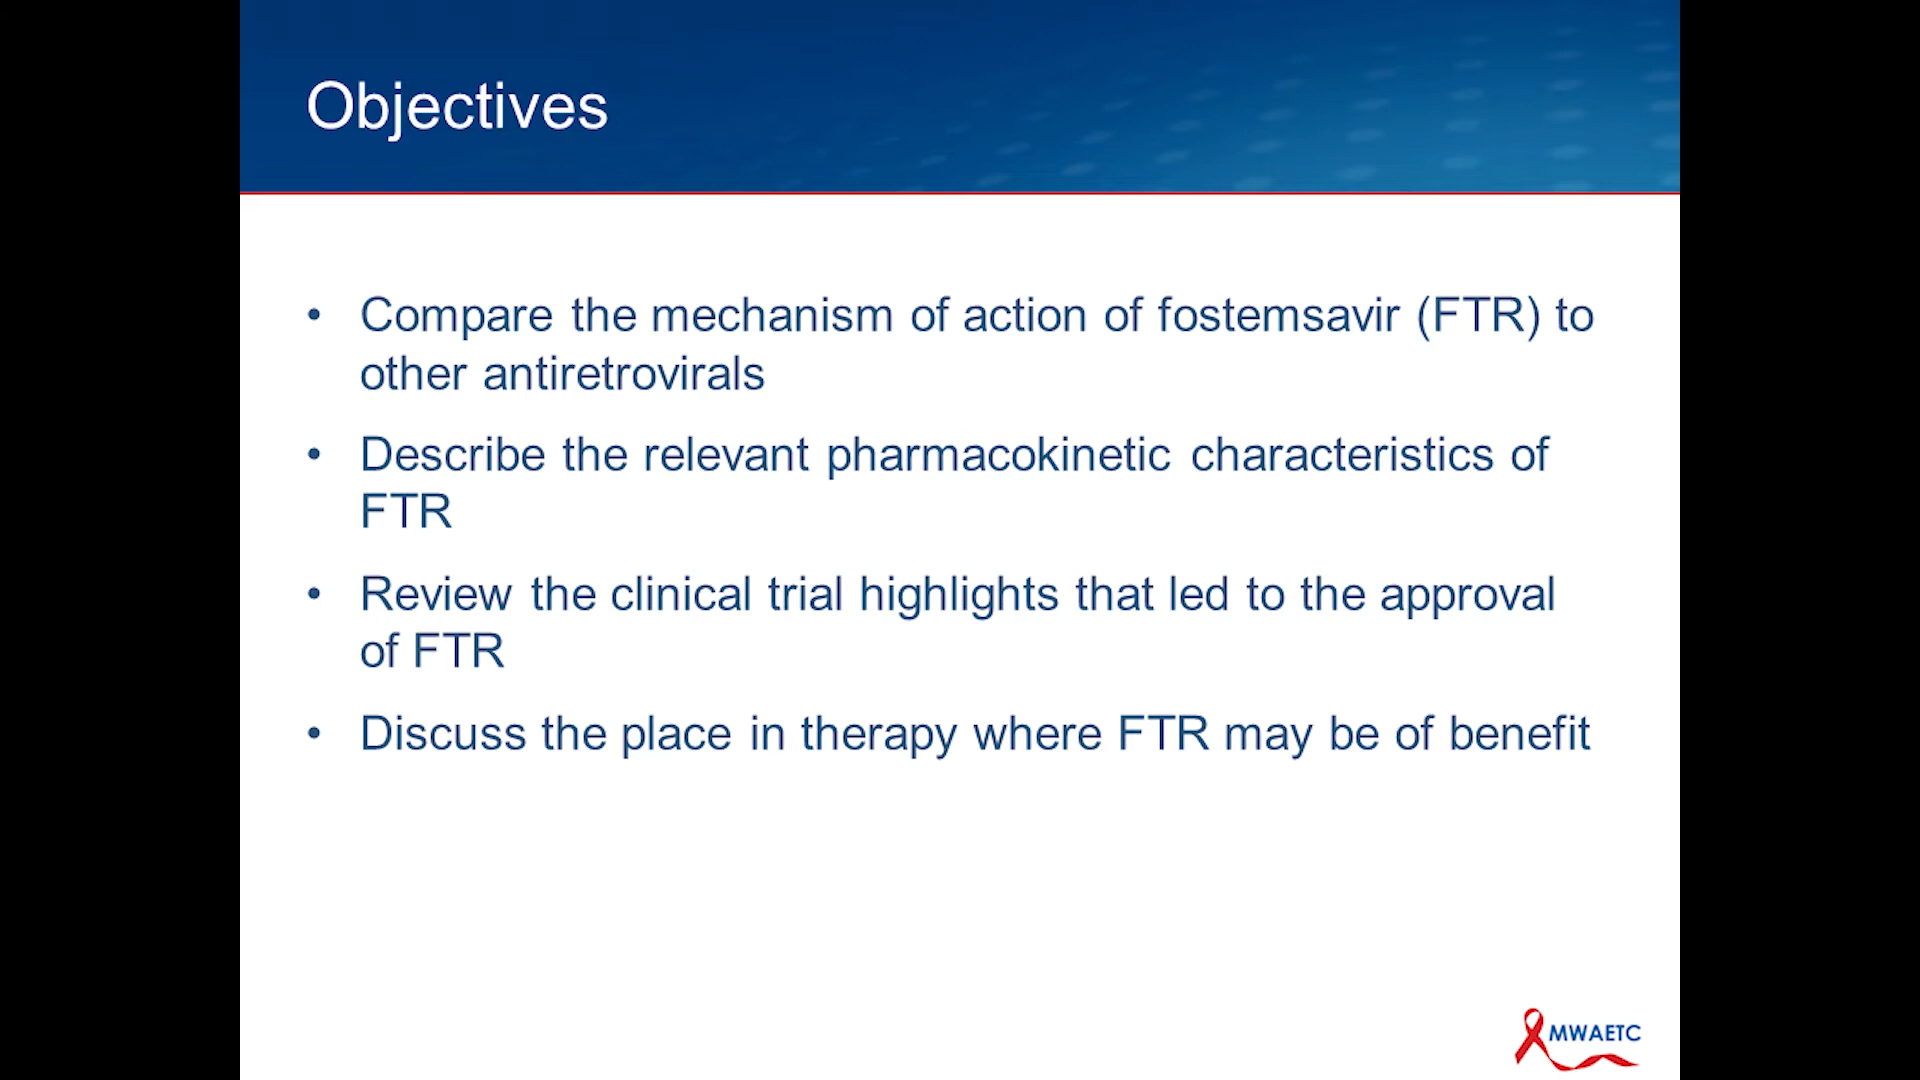 Objectives
• Compare the mechanism of action of fostemsavir (FTR) to
other antiretrovirals
• Describe the relevant pharmacokinetic characteristics of
FTR
• Review the clinical trial highlights that led to the approval
of FTR
• Discuss the place in therapy where FTR may be of benefit
MWAETC